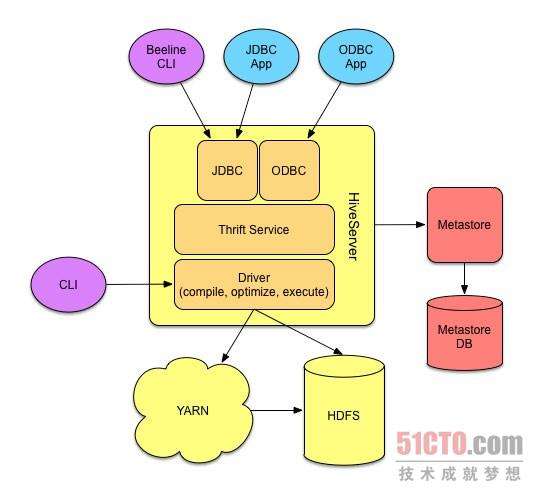 Beeline
CLI
JDBC
App
ODBC
App
JDBC
ODBC
HiveServer
Thrift Service
Metastore
Driver
(compile, optimize, execute)
CLI
Metastore
DB
YARN
HDFS
51CTO.com
技术成就梦想